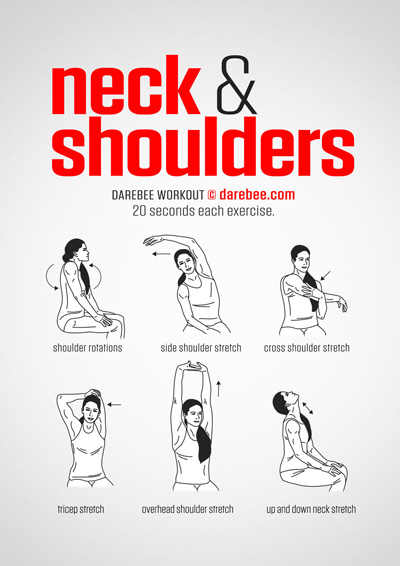 neck &
shoulders
DAREBEE WORKOUT © darebee.com
20 seconds each exercise.
shoulder rotations
side shoulder stretch
cross shoulder stretch
tricep stretch
overhead shoulder stretch
up and down neck stretch